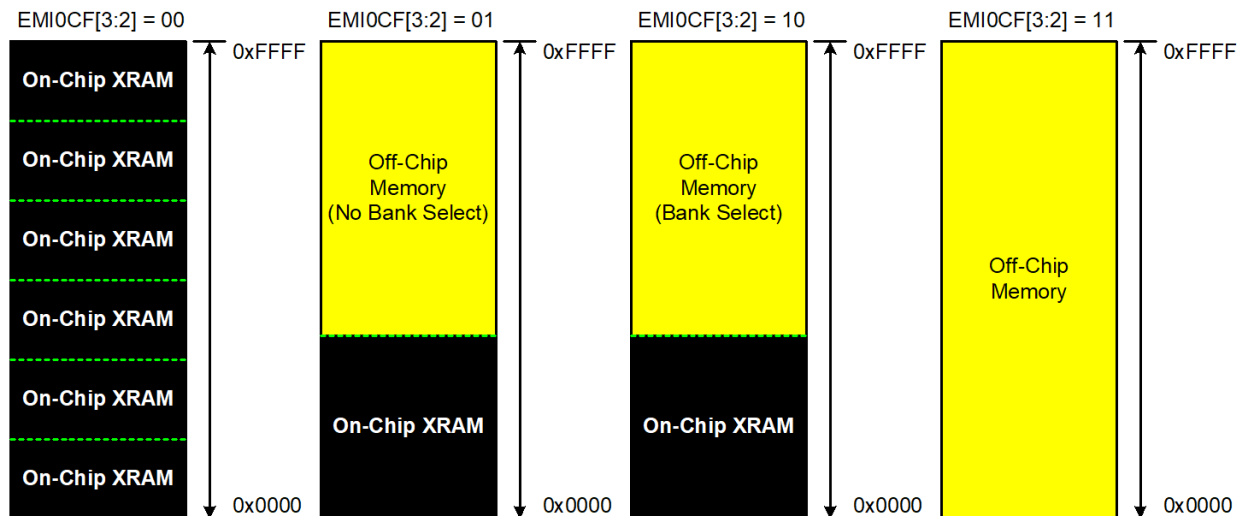 EMI0CF[3:2] = 00
On-Chip XRAM
On-Chip XRAM
On-Chip XRAM
On-Chip XRAM
On-Chip XRAM
On-Chip XRAM
0xFFFF
0x0000
EMI0CF[3:2] = 01
Off-Chip
Memory
(No Bank Select)
On-Chip XRAM
0xFFFF
0x0000
EMI0CF[3:2] = 10
Off-Chip
Memory
(Bank Select)
On-Chip XRAM
0xFFFF
0x0000
EMI0CF[3:2] = 11
Off-Chip
Memory
0xFFFF
0x0000